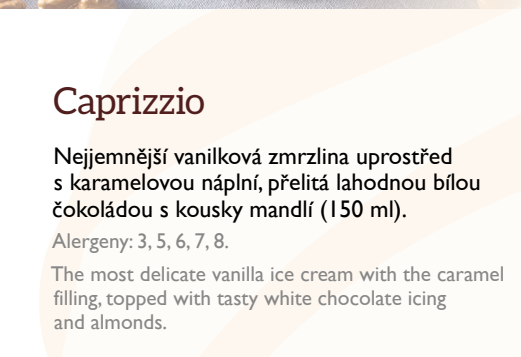 Caprizzio
Nejjemnější vanilková zmrzlina uprostřed
s karamelovou náplní, přelitá lahodnou bílou
čokoládou s kousky mandlí (150 ml).
Alergeny: 3, 5, 6, 7, 8.
The most delicate vanilla ice cream with the caramel
filling, topped with tasty white chocolate icing
and almonds.